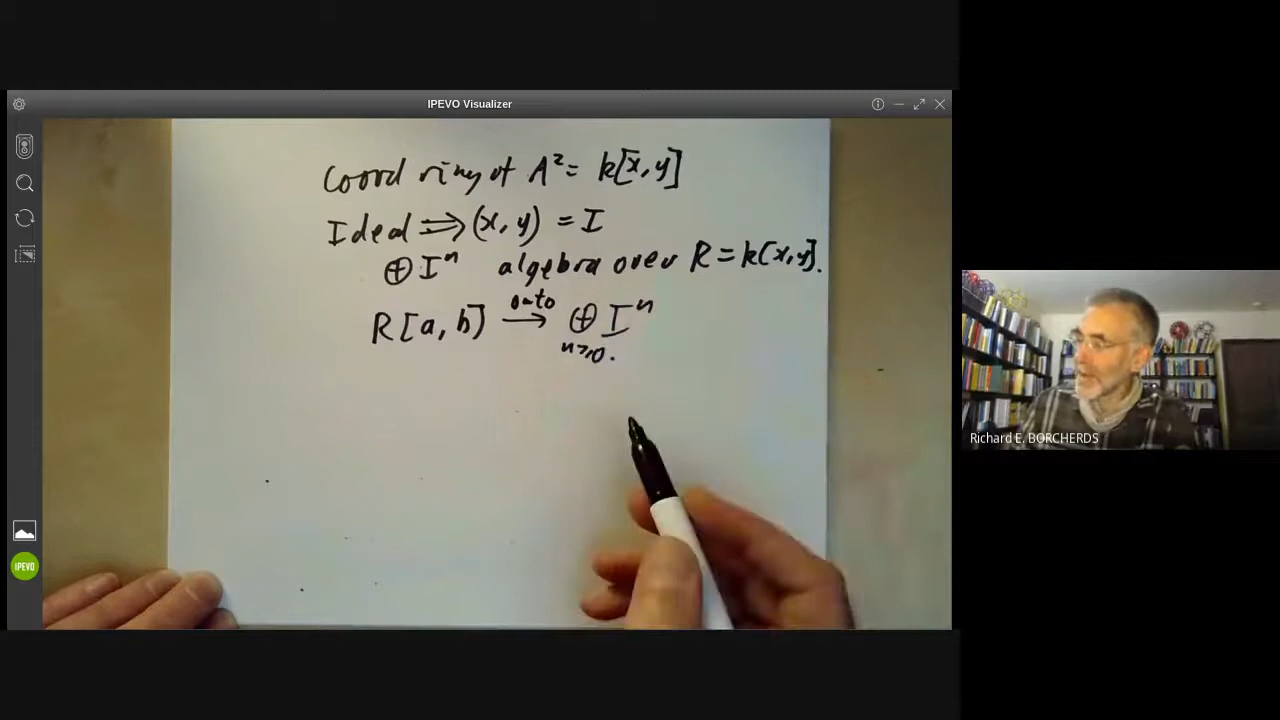 IPEVO Visualizer
Coord ring of A² = k[x,y]
Ideal ⇒ (x, y) = I
⊕ Iⁿ algebra over R = k[x,y].
R[a, b] onto→ ⊕ Iⁿ
n≥0.
Richard E. BORCHERDS
IPEVO